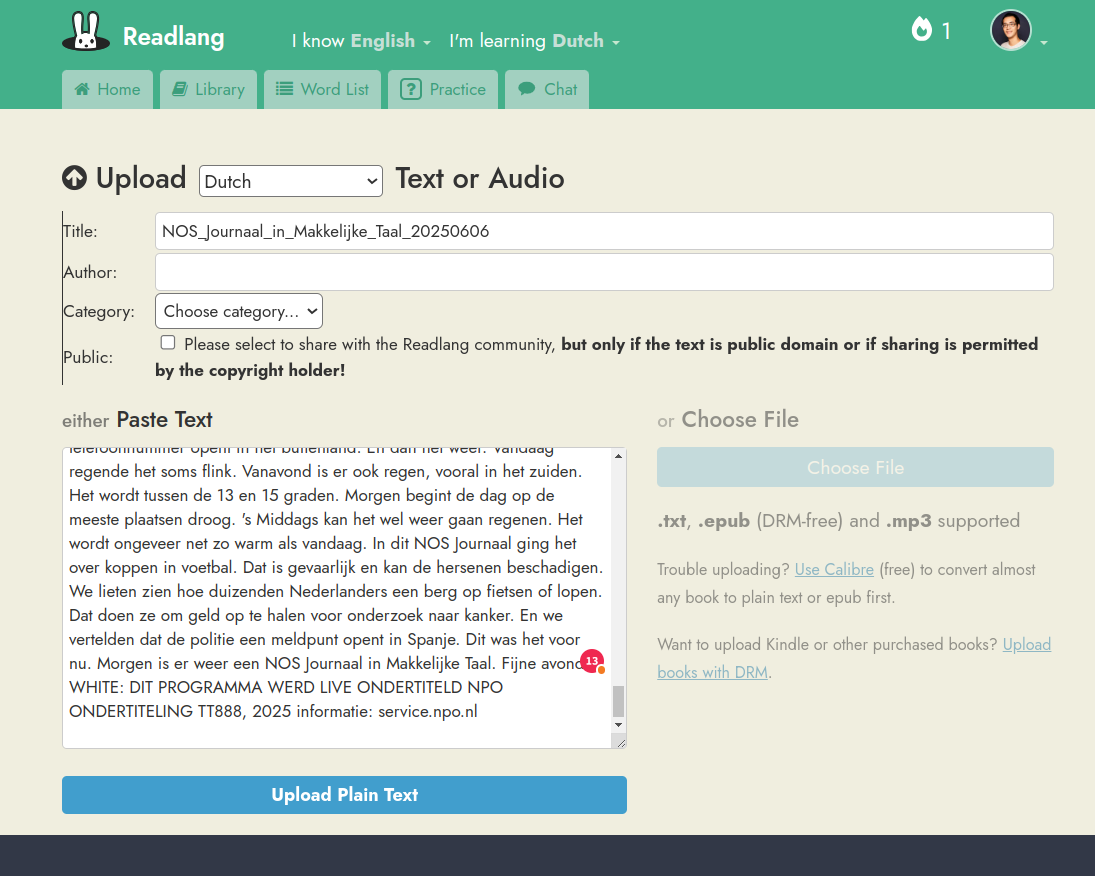 Readlang
I know English
I'm learning Dutch
1
Home
Library
Word List
? Practice
Chat
Upload Dutch Text or Audio
Title: NOS_Journaal_in_Makkelijke_Taal_20250606
Author:
Category: Choose category...
Public: Please select to share with the Readlang community, but only if the text is public domain or if sharing is permitted
by the copyright holder!
either Paste Text
telefoonnummer opent in het buitenland. En dan het weer. Vandaag
regende het soms flink. Vanavond is er ook regen, vooral in het zuiden.
Het wordt tussen de 13 en 15 graden. Morgen begint de dag op de
meeste plaatsen droog. 's Middags kan het wel weer gaan regenen. Het
wordt ongeveer net zo warm als vandaag. In dit NOS Journaal ging het
over koppen in voetbal. Dat is gevaarlijk en kan de hersenen beschadigen.
We lieten zien hoe duizenden Nederlanders een berg op fietsen of lopen.
Dat doen ze om geld op te halen voor onderzoek naar kanker. En we
vertelden dat de politie een meldpunt opent in Spanje. Dit was het voor
nu. Morgen is er weer een NOS Journaal in Makkelijke Taal. Fijne avond
13
WHITE: DIT PROGRAMMA WERD LIVE ONDERTITELD NPO
ONDERTITELING TT888, 2025 informatie: service.npo.nl
Upload Plain Text
or Choose File
Choose File
.txt, .epub (DRM-free) and .mp3 supported
Trouble uploading? Use Calibre (free) to convert almost
any book to plain text or epub first.
Want to upload Kindle or other purchased books? Upload
books with DRM.